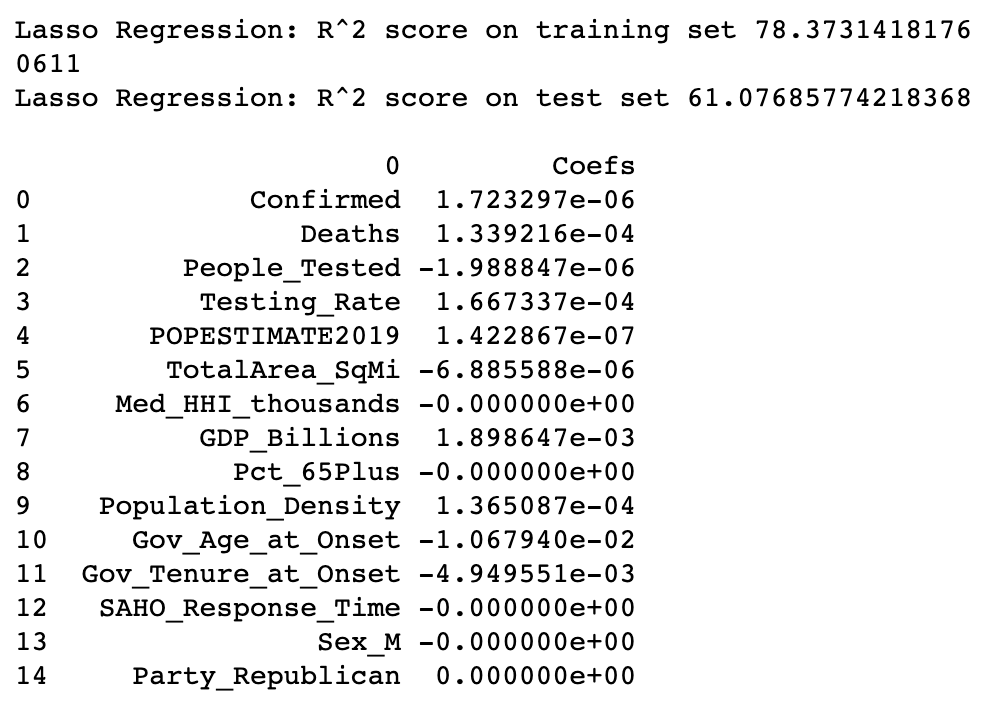 Lasso Regression: R^2 score on training set 78.3731418176
0611
Lasso Regression: R^2 score on test set 61.07685774218368
0 Coefs
0 Confirmed 1.723297e-06
1 Deaths 1.339216e-04
2 People_Tested -1.988847e-06
3 Testing_Rate 1.667337e-04
4 POPESTIMATE2019 1.422867e-07
5 TotalArea_SqMi -6.885588e-06
6 Med_HHI_thousands -0.000000e+00
7 GDP_Billions 1.898647e-03
8 Pct_65Plus -0.000000e+00
9 Population_Density 1.365087e-04
10 Gov_Age_at_Onset -1.067940e-02
11 Gov_Tenure_at_Onset -4.949551e-03
12 SAHO_Response_Time -0.000000e+00
13 Sex_M -0.000000e+00
14 Party_Republican 0.000000e+00